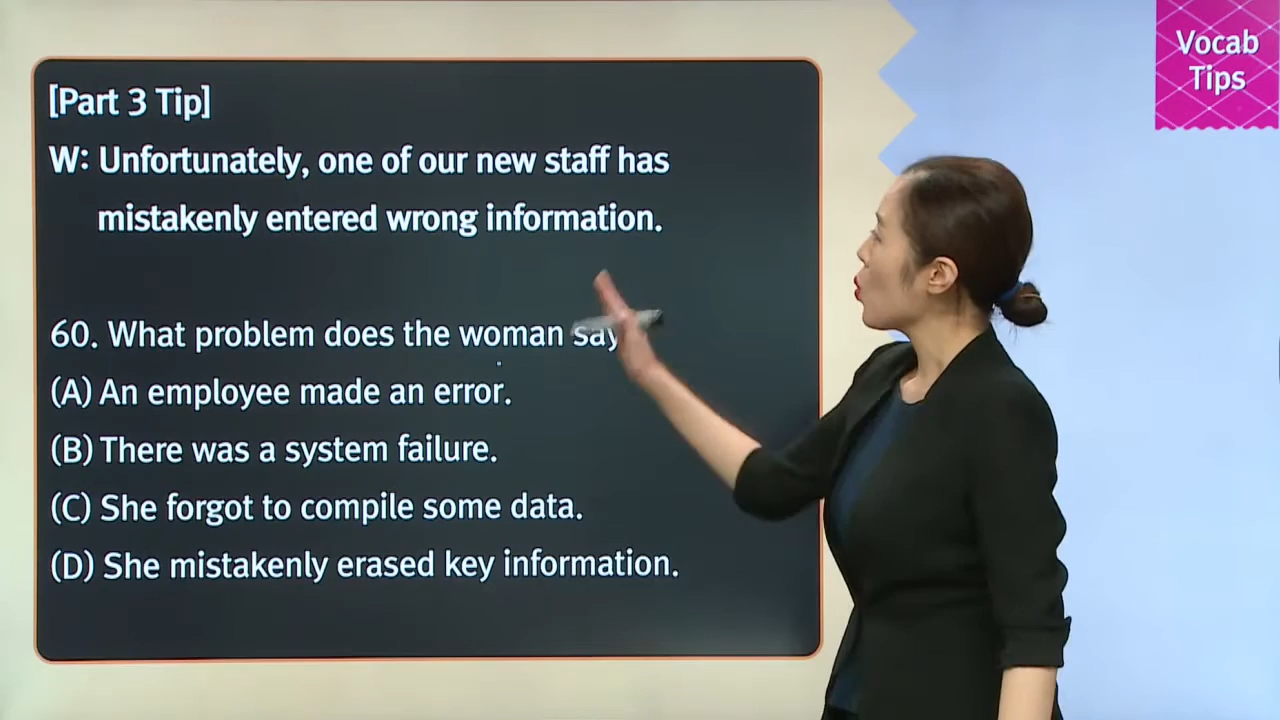 [Part 3 Tip]
W: Unfortunately, one of our new staff has
mistakenly entered wrong information.
60. What problem does the woman say
(A) An employee made an error.
(B) There was a system failure.
(C) She forgot to compile some data.
(D) She mistakenly erased key information.
Vocab
Tips